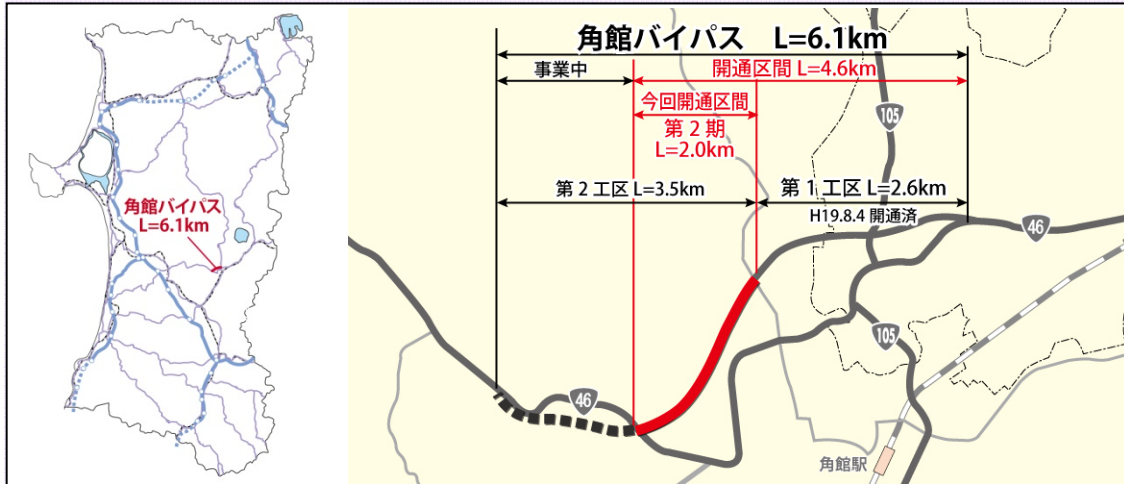 角館バイパス
L=6.1km
角館バイパス L=6.1km
事業中
開通区間 L=4.6km
今回開通区間
第2期
L=2.0km
105
第2工区 L=3.5km
第1工区 L=2.6km
H19.8.4 開通済
46
105
46
角館駅